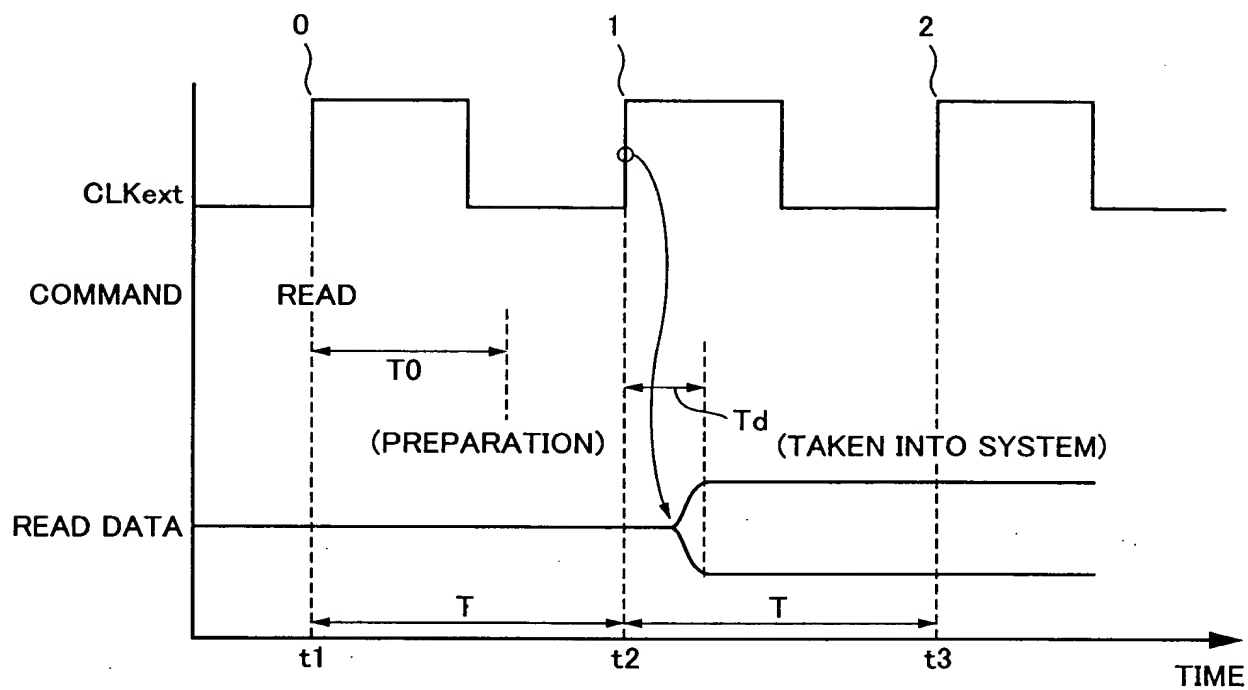 0 1 2
CLKext
COMMAND READ
T0
Td
(PREPARATION) (TAKEN INTO SYSTEM)
READ DATA
T T
t1 t2 t3
TIME